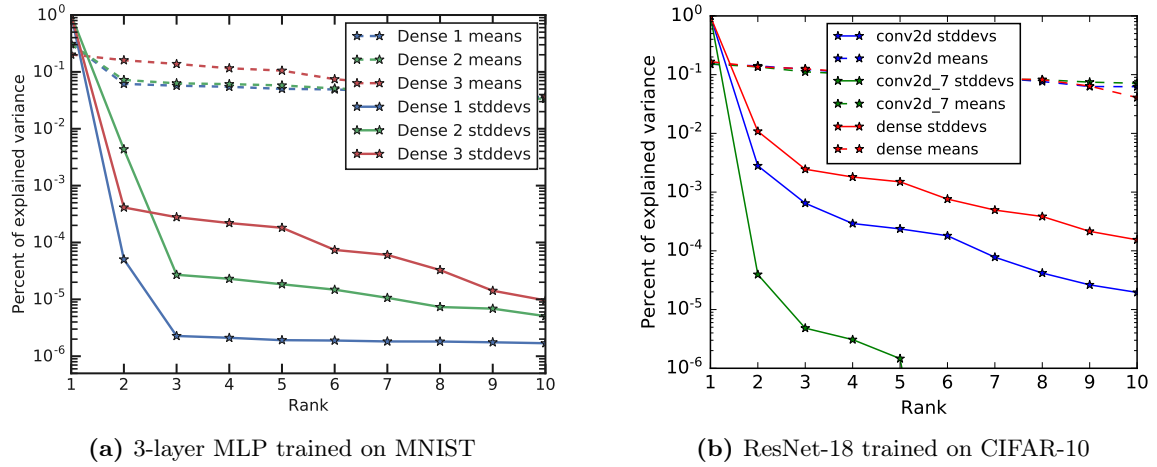 10^0
10^-1
10^-2
10^-3
10^-4
10^-5
10^-6
Percent of explained variance
Dense 1 means
Dense 2 means
Dense 3 means
Dense 1 stddevs
Dense 2 stddevs
Dense 3 stddevs
1 2 3 4 5 6 7 8 9 10
Rank
(a) 3-layer MLP trained on MNIST
10^0
10^-1
10^-2
10^-3
10^-4
10^-5
10^-6
Percent of explained variance
conv2d stddevs
conv2d means
conv2d_7 stddevs
conv2d_7 means
dense stddevs
dense means
1 2 3 4 5 6 7 8 9 10
Rank
(b) ResNet-18 trained on CIFAR-10